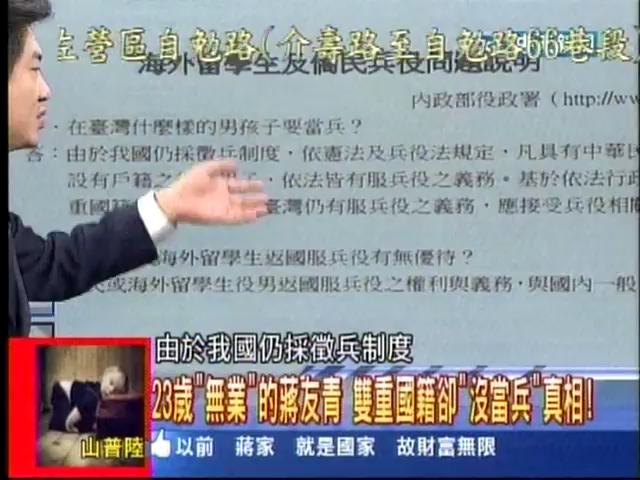 左營區自勉路(介壽路至自勉路66巷段)
海外留學生及僑民兵役問題說明
內政部役政署（http://ww
．在臺灣什麼樣的男孩子要當兵？
答：由於我國仍採徵兵制度，依憲法及兵役法規定，凡具有中華民
設有戶籍之 男子，依法皆有服兵役之義務。基於依法行政
重國籍 臺灣仍有服兵役之義務，應接受兵役相關
海外留學生返國服兵役有無優待？
或海外留學生役男返國服兵役之權利與義務，與國內一般
由於我國仍採徵兵制度
23歲"無業"的蔣友青 雙重國籍卻"沒當兵"真相!
山普陸
以前 蔣家 就是國家 故財富無限